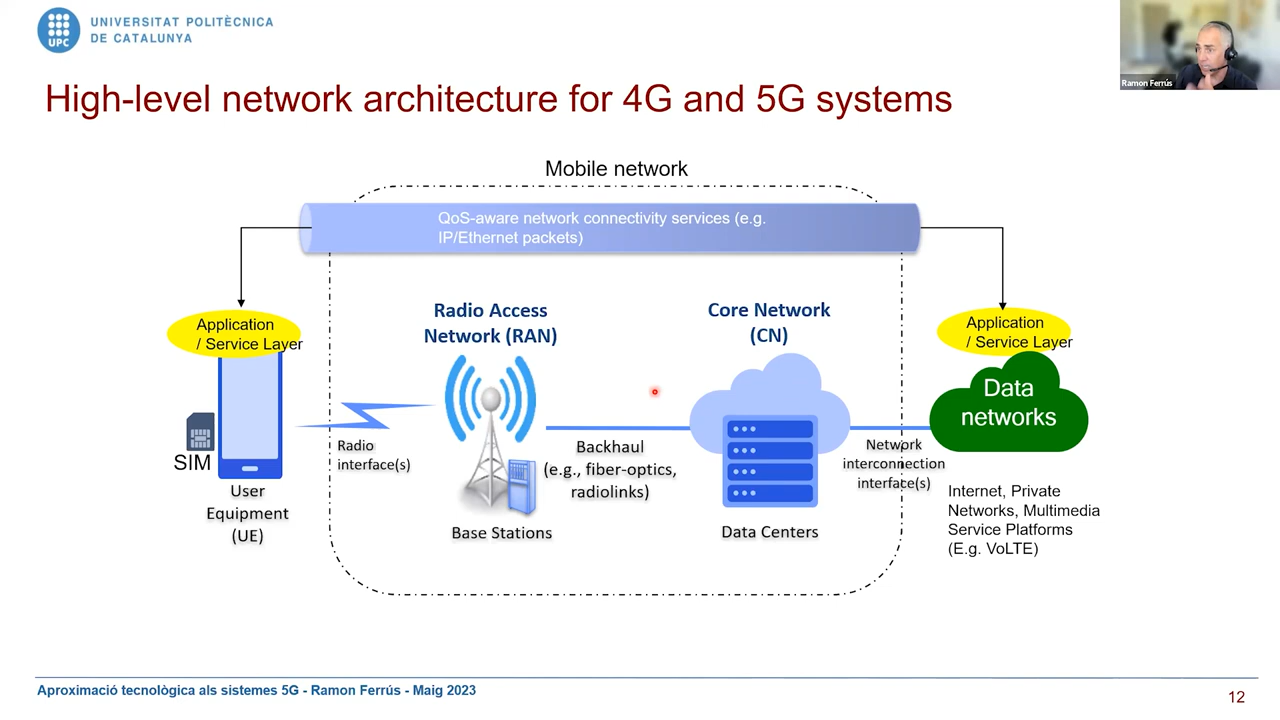 UNIVERSITAT POLITÈCNICA
DE CATALUNYA
UPC
Ramon Ferrús
High-level network architecture for 4G and 5G systems
Mobile network
QoS-aware network connectivity services (e.g.
IP/Ethernet packets)
Application
/ Service Layer
Radio Access
Network (RAN)
Core Network
(CN)
Application
/ Service Layer
Data
networks
SIM
Radio
interface(s)
Backhaul
(e.g., fiber-optics,
radiolinks)
Network
interconnection
interface(s)
User
Equipment
(UE)
Base Stations
Data Centers
Internet, Private
Networks, Multimedia
Service Platforms
(E.g. VoLTE)
Aproximació tecnològica als sistemes 5G - Ramon Ferrús - Maig 2023
12